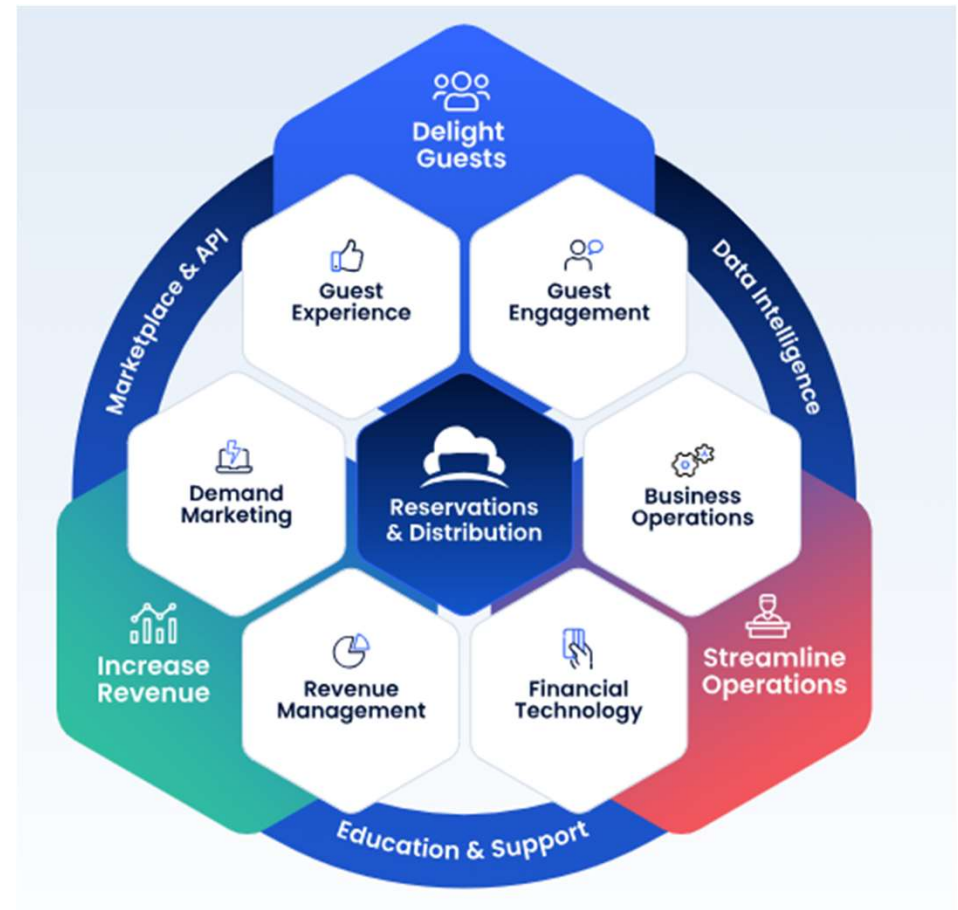 Delight
Guests
Marketplace & API
Data Intelligence
Guest
Experience
Guest
Engagement
Demand
Marketing
Reservations
& Distribution
Business
Operations
Increase
Revenue
Revenue
Management
Financial
Technology
Streamline
Operations
Education & Support